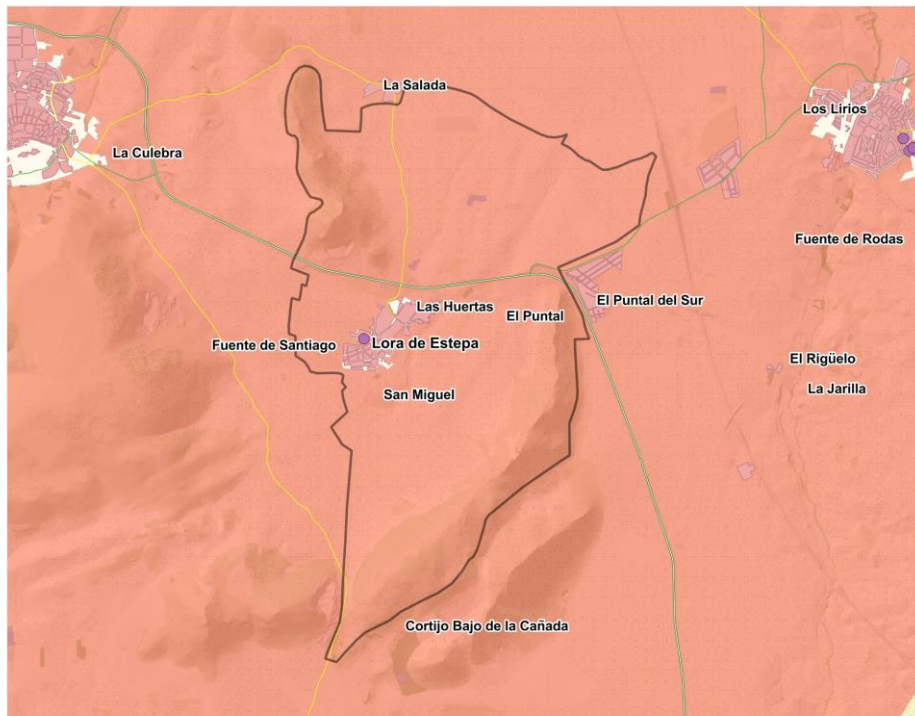 La Salada
Los Lirios
La Culebra
Fuente de Rodas
El Puntal del Sur
Las Huertas
El Puntal
Fuente de Santiago
Lora de Estepa
El Rigüelo
La Jarilla
San Miguel
Cortijo Bajo de la Cañada